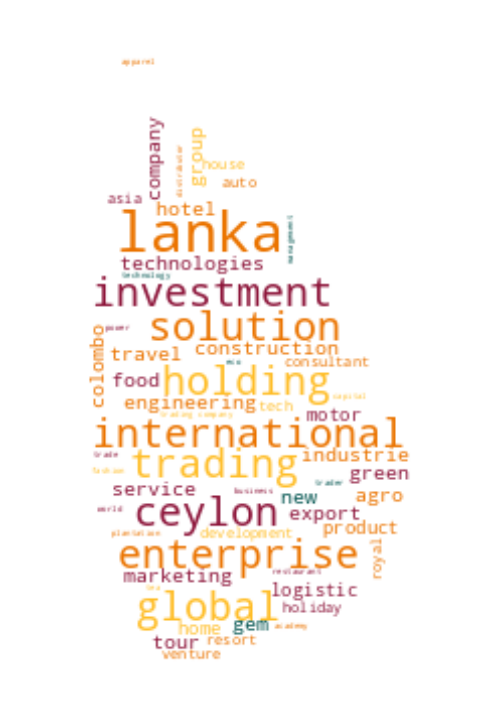 apparel
company
distributor
group
house
auto
asia
hotel
lanka
management
technologies
technology
investment
power
solution
colombo
travel
construction
eco
consultant
food
holding
capital
engineering
tech
trading company
motor
international
trade
trading
industrie
fashion
green
service
business
trader
new
agro
world
ceylon
export
plantation
development
product
enterprise
royal
marketing
restaurant
logistic
global
holiday
home
gem
academy
tour
resort
venture